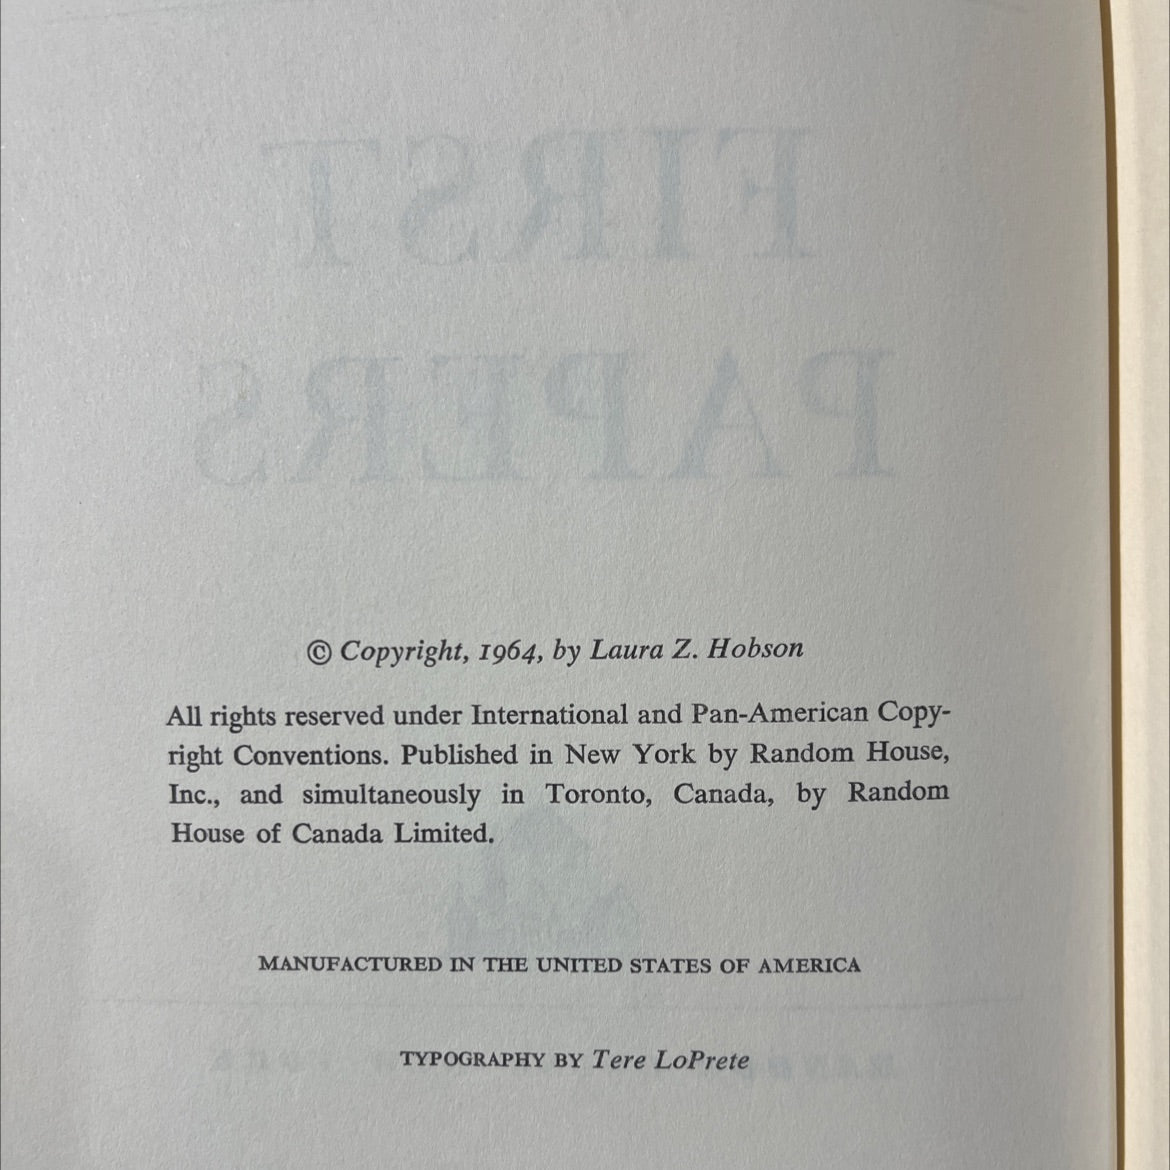 FIRST
PAPERS
© Copyright, 1964, by Laura Z. Hobson
All rights reserved under International and Pan-American Copy-
right Conventions. Published in New York by Random House,
Inc., and simultaneously in Toronto, Canada, by Random
House of Canada Limited.
MANUFACTURED IN THE UNITED STATES OF AMERICA
TYPOGRAPHY BY Tere LoPrete